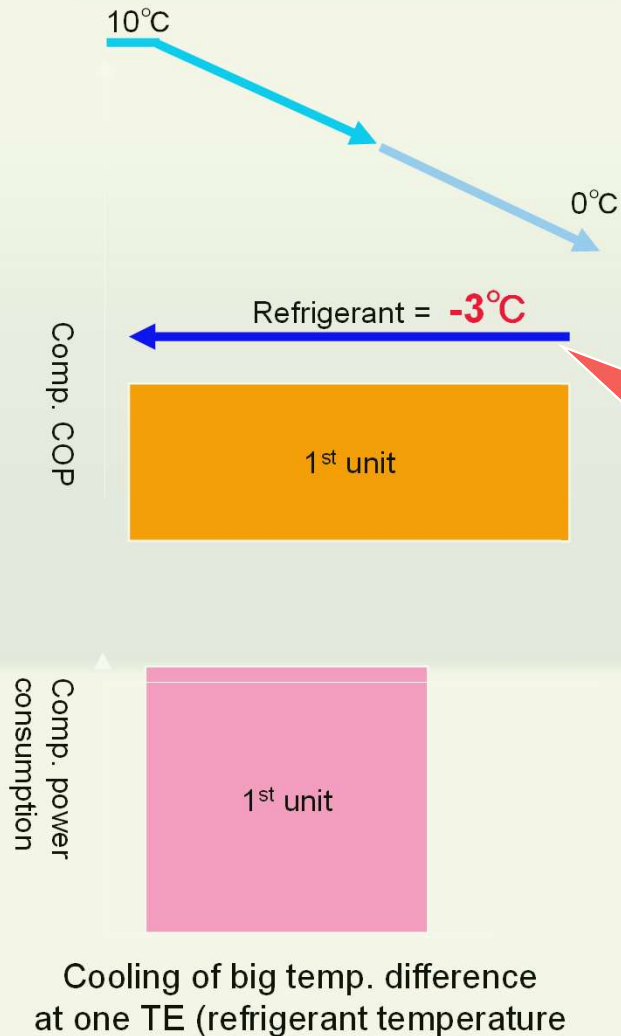 10°C
0°C
Refrigerant = -3°C
Comp. COP
1st unit
Comp. power
consumption
1st unit
Cooling of big temp. difference
at one TE (refrigerant temperature